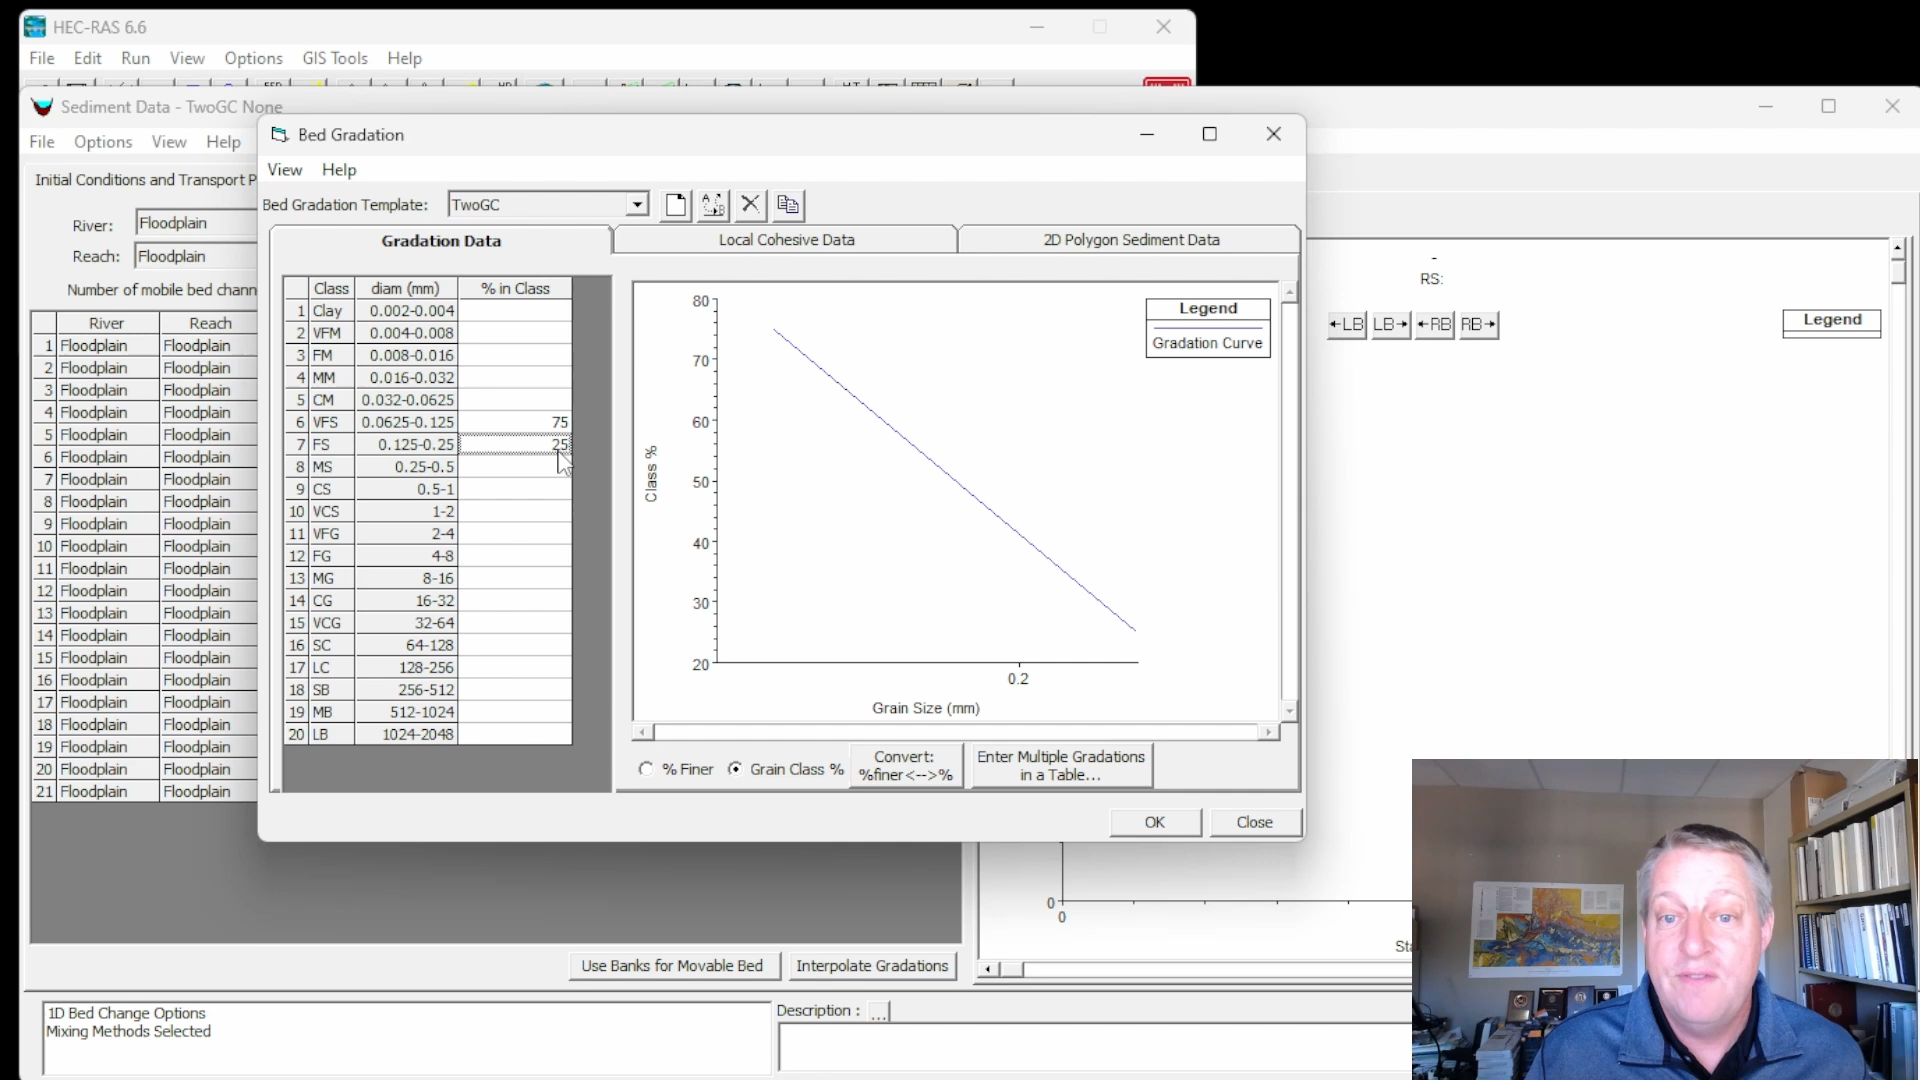 HEC-RAS 6.6
File Edit Run View Options GIS Tools Help
Sediment Data - TwoGC None
File Options View Help
Initial Conditions and Transport P
River: Floodplain
Reach: Floodplain
Number of mobile bed chann
River Reach
1 Floodplain Floodplain
2 Floodplain Floodplain
3 Floodplain Floodplain
4 Floodplain Floodplain
5 Floodplain Floodplain
6 Floodplain Floodplain
7 Floodplain Floodplain
8 Floodplain Floodplain
9 Floodplain Floodplain
10 Floodplain Floodplain
11 Floodplain Floodplain
12 Floodplain Floodplain
13 Floodplain Floodplain
14 Floodplain Floodplain
15 Floodplain Floodplain
16 Floodplain Floodplain
17 Floodplain Floodplain
18 Floodplain Floodplain
19 Floodplain Floodplain
20 Floodplain Floodplain
21 Floodplain Floodplain
Bed Gradation
View Help
Bed Gradation Template: TwoGC
Gradation Data Local Cohesive Data 2D Polygon Sediment Data
Class diam (mm) % in Class
1 Clay 0.002-0.004
2 VFM 0.004-0.008
3 FM 0.008-0.016
4 MM 0.016-0.032
5 CM 0.032-0.0625
6 VFS 0.0625-0.125 75
7 FS 0.125-0.25 25
8 MS 0.25-0.5
9 CS 0.5-1
10 VCS 1-2
11 VFG 2-4
12 FG 4-8
13 MG 8-16
14 CG 16-32
15 VCG 32-64
16 SC 64-128
17 LC 128-256
18 SB 256-512
19 MB 512-1024
20 LB 1024-2048
80
70
60
50
40
30
20
Class %
0.2
Grain Size (mm)
Legend
Gradation Curve
% Finer Grain Class %
Convert:
%finer<-->%
Enter Multiple Gradations
in a Table...
OK Close
RS:
←LB LB→ ←RB RB→
Legend
0
0
Sta
Use Banks for Movable Bed Interpolate Gradations
1D Bed Change Options
Mixing Methods Selected
Description : ...